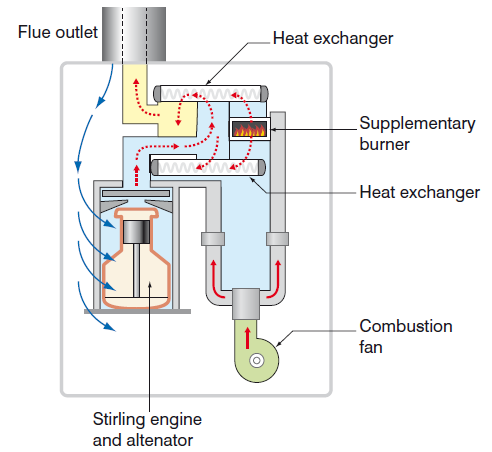 Flue outlet
Heat exchanger
Supplementary
burner
Heat exchanger
Combustion
fan
Stirling engine
and altenator